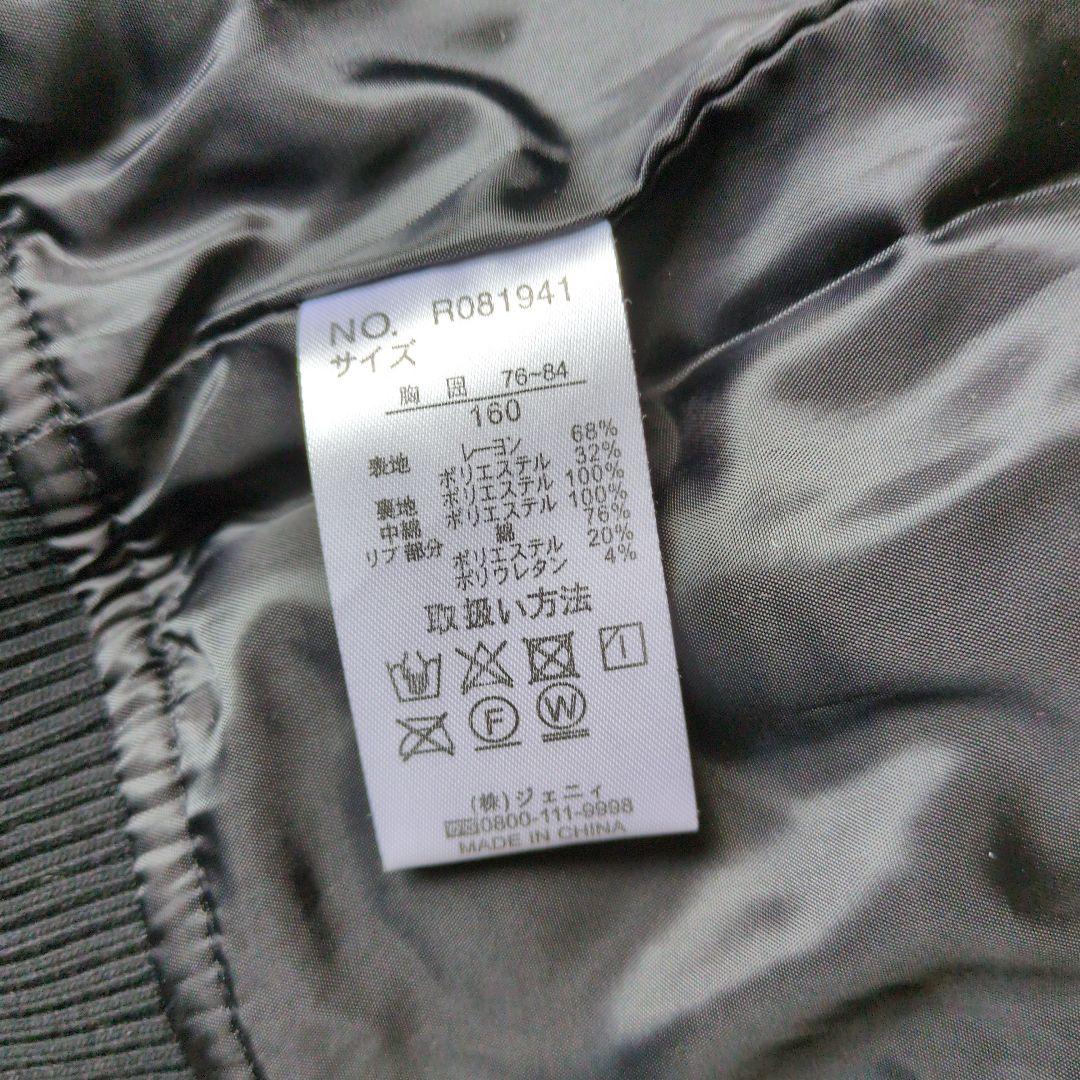 NO. R081941
サイズ
胸 囲 76~84
160
表地 レーヨン 68%
ポリエステル 32%
裏地 ポリエステル 100%
中綿 ポリエステル 100%
リブ部分 綿 76%
ポリエステル 20%
ポリウレタン 4%
取扱い方法
F W
(株)ジェニィ
0800-111-9998
MADE IN CHINA